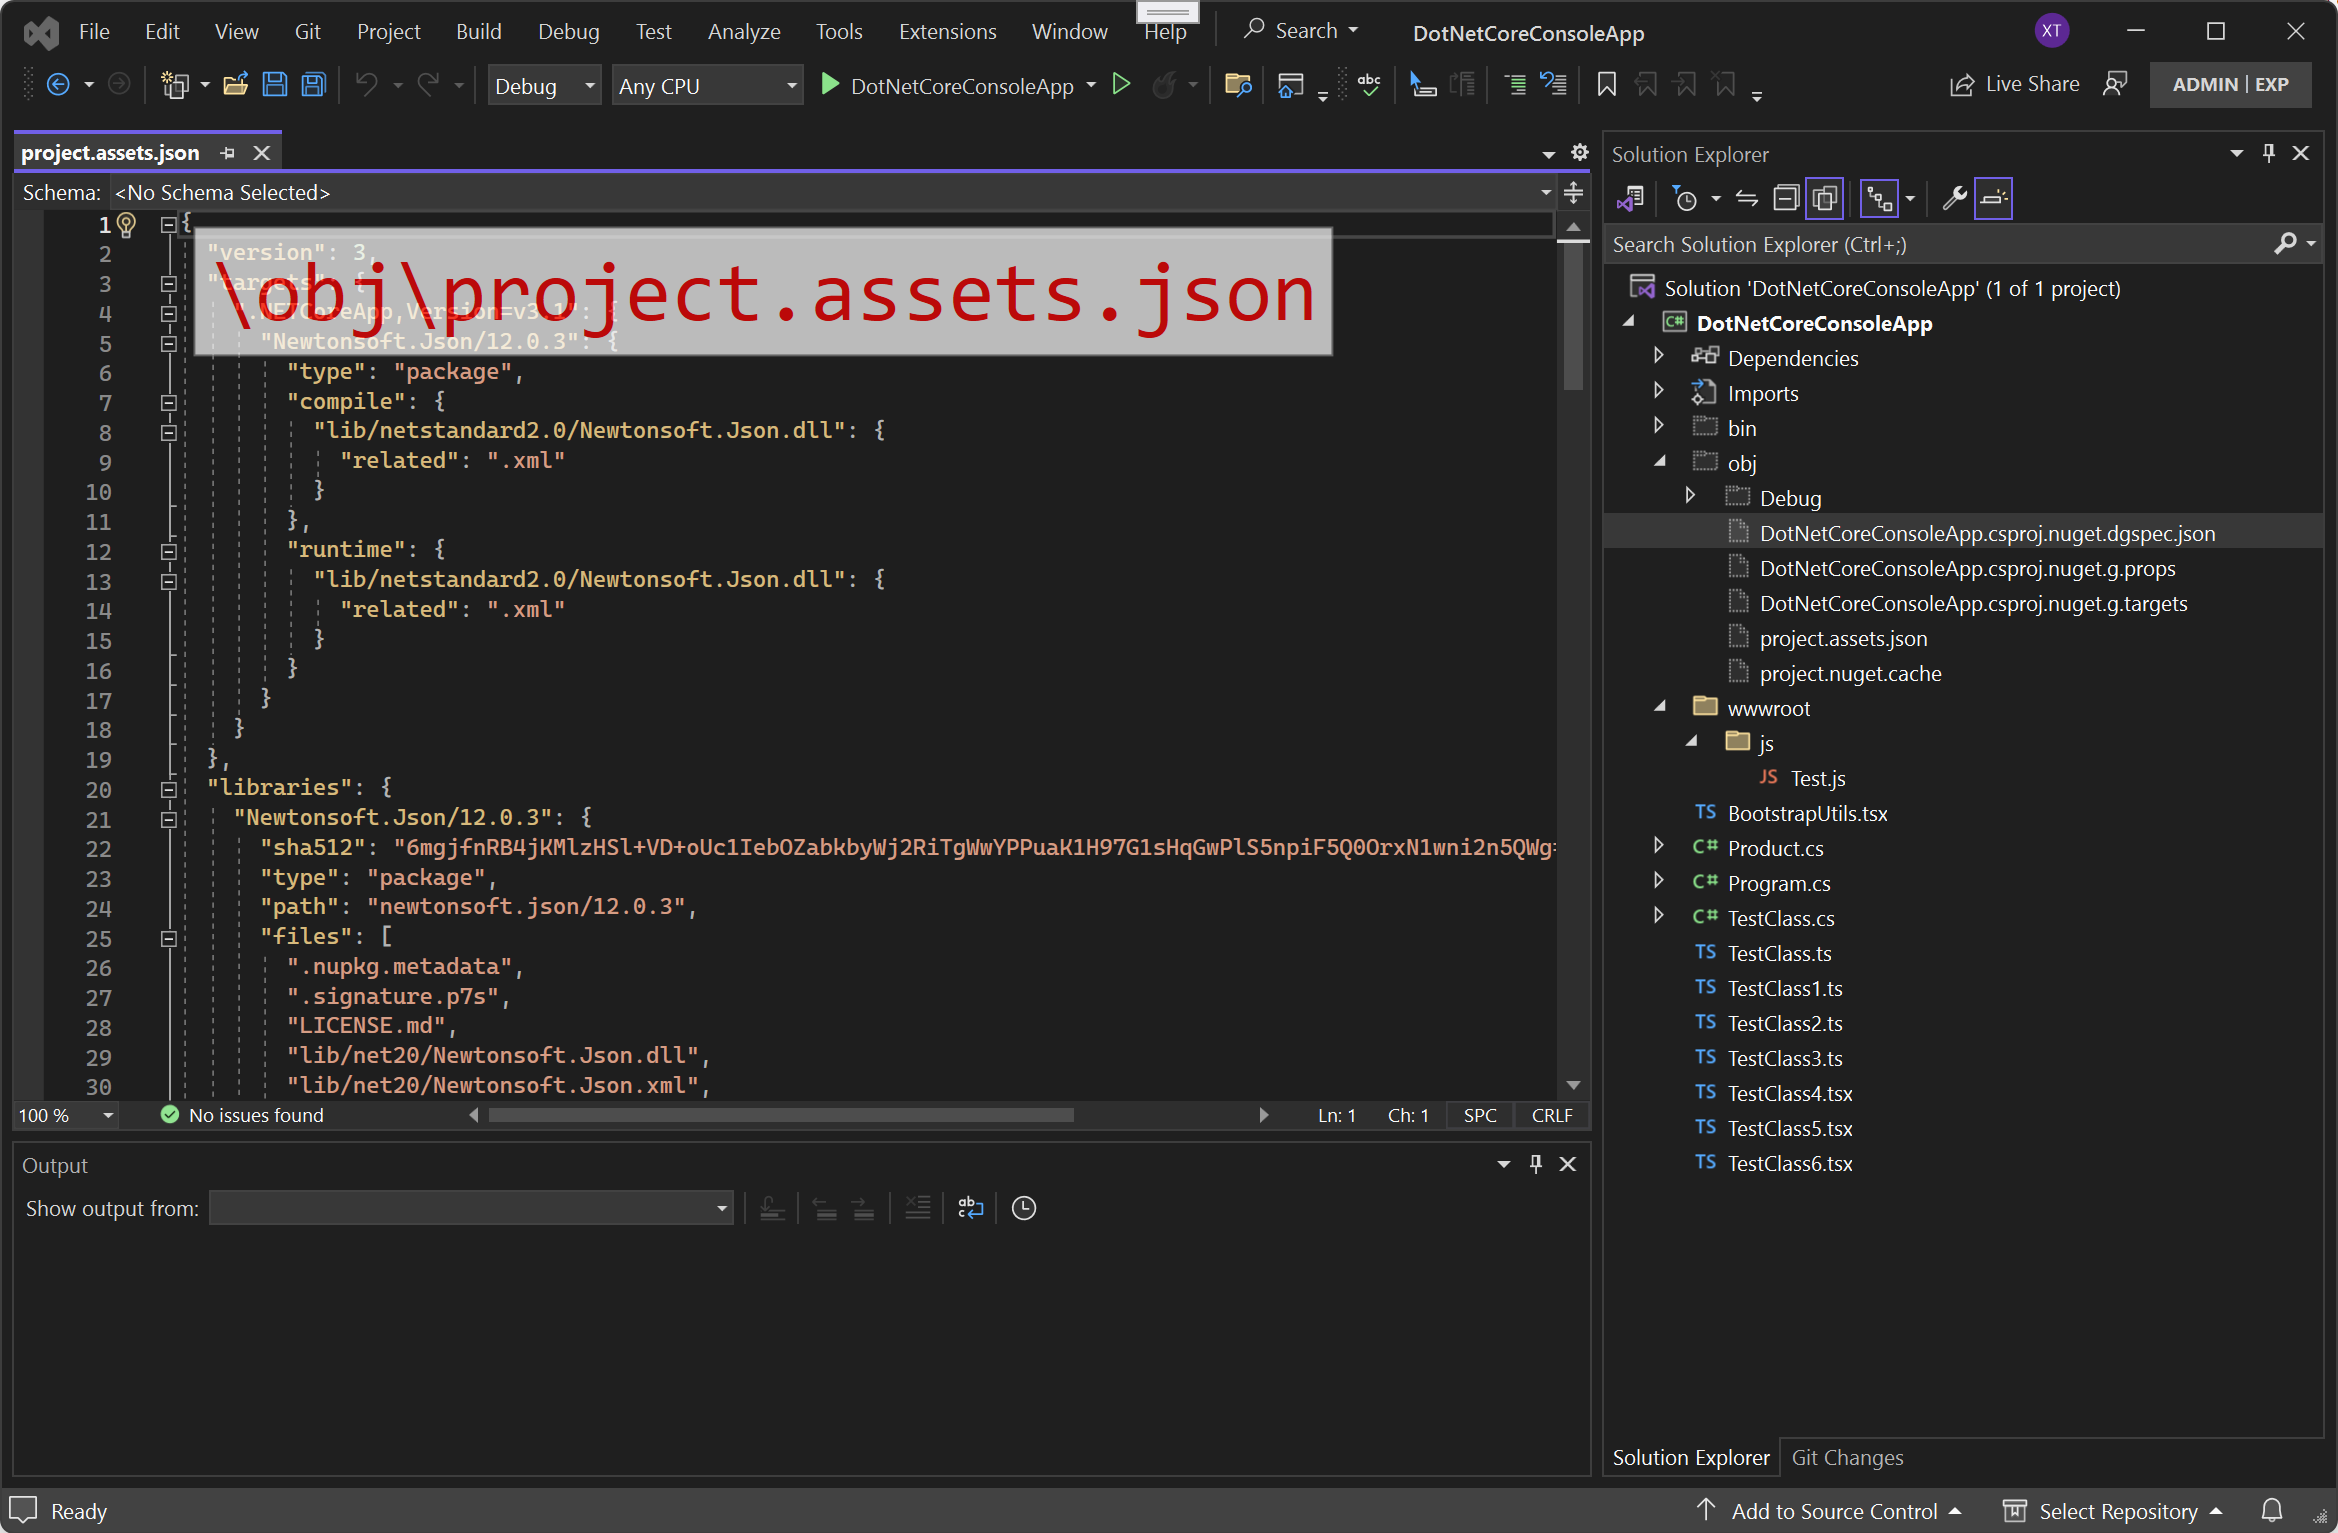 File Edit View Git Project Build Debug Test Analyze Tools Extensions Window Help Search DotNetCoreConsoleApp XT
Debug Any CPU DotNetCoreConsoleApp abc Live Share ADMIN | EXP
project.assets.json
Schema: <No Schema Selected>
1 {
2 "version": 3,
3 "targets": {
4 ".NETCoreApp,Version=v3.1": {
5 "Newtonsoft.Json/12.0.3": {
\obj\project.assets.json
6 "type": "package",
7 "compile": {
8 "lib/netstandard2.0/Newtonsoft.Json.dll": {
9 "related": ".xml"
10 }
11 },
12 "runtime": {
13 "lib/netstandard2.0/Newtonsoft.Json.dll": {
14 "related": ".xml"
15 }
16 }
17 }
18 }
19 },
20 "libraries": {
21 "Newtonsoft.Json/12.0.3": {
22 "sha512": "6mgjfnRB4jKMlzHSl+VD+oUc1IebOZabkbyWj2RiTgWwYPPuaK1H97G1sHqGwPlS5npiF5Q0OrxN1wni2n5QWg=
23 "type": "package",
24 "path": "newtonsoft.json/12.0.3",
25 "files": [
26 ".nupkg.metadata",
27 ".signature.p7s",
28 "LICENSE.md",
29 "lib/net20/Newtonsoft.Json.dll",
30 "lib/net20/Newtonsoft.Json.xml",
100 % No issues found Ln: 1 Ch: 1 SPC CRLF
Output
Show output from:
Solution Explorer
Search Solution Explorer (Ctrl+;)
Solution 'DotNetCoreConsoleApp' (1 of 1 project)
C# DotNetCoreConsoleApp
Dependencies
Imports
bin
obj
Debug
DotNetCoreConsoleApp.csproj.nuget.dgspec.json
DotNetCoreConsoleApp.csproj.nuget.g.props
DotNetCoreConsoleApp.csproj.nuget.g.targets
project.assets.json
project.nuget.cache
wwwroot
js
JS Test.js
TS BootstrapUtils.tsx
C# Product.cs
C# Program.cs
C# TestClass.cs
TS TestClass.ts
TS TestClass1.ts
TS TestClass2.ts
TS TestClass3.ts
TS TestClass4.tsx
TS TestClass5.tsx
TS TestClass6.tsx
Solution Explorer Git Changes
Ready Add to Source Control Select Repository